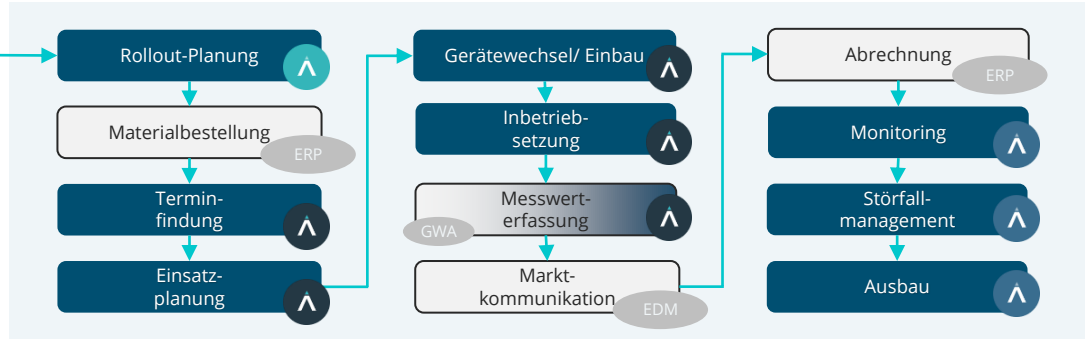 Rollout-Planung
Materialbestellung
ERP
Termin-
findung
Einsatz-
planung
Gerätewechsel/ Einbau
Inbetrieb-
setzung
Messwert-
erfassung
GWA
Markt-
kommunikation
EDM
Abrechnung
ERP
Monitoring
Störfall-
management
Ausbau